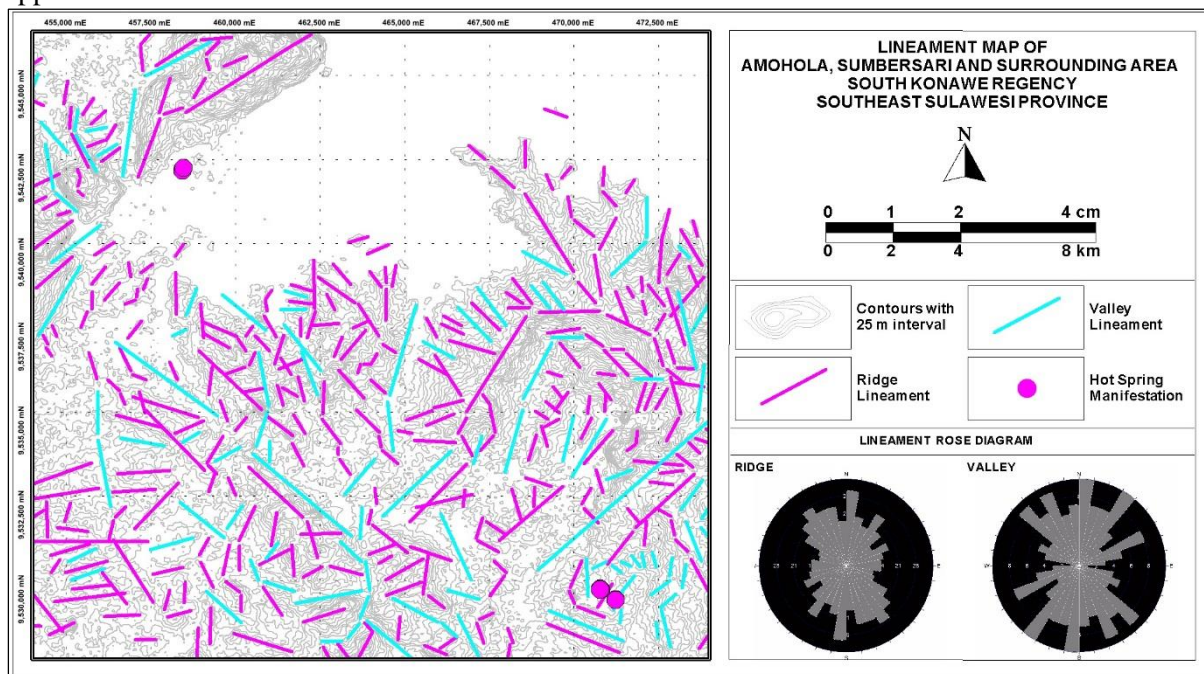 455,000 mE 457,500 mE 460,000 mE 462,500 mE 465,000 mE 467,500 mE 470,000 mE 472,500 mE
9,545,000 mN
9,542,500 mN
9,540,000 mN
9,537,500 mN
9,535,000 mN
9,532,500 mN
9,530,000 mN
LINEAMENT MAP OF
AMOHOLA, SUMBERSARI AND SURROUNDING AREA
SOUTH KONAWE REGENCY
SOUTHEAST SULAWESI PROVINCE
N
0 1 2 4 cm
0 2 4 8 km
Contours with
25 m interval
Valley
Lineament
Ridge
Lineament
Hot Spring
Manifestation
LINEAMENT ROSE DIAGRAM
RIDGE
VALLEY